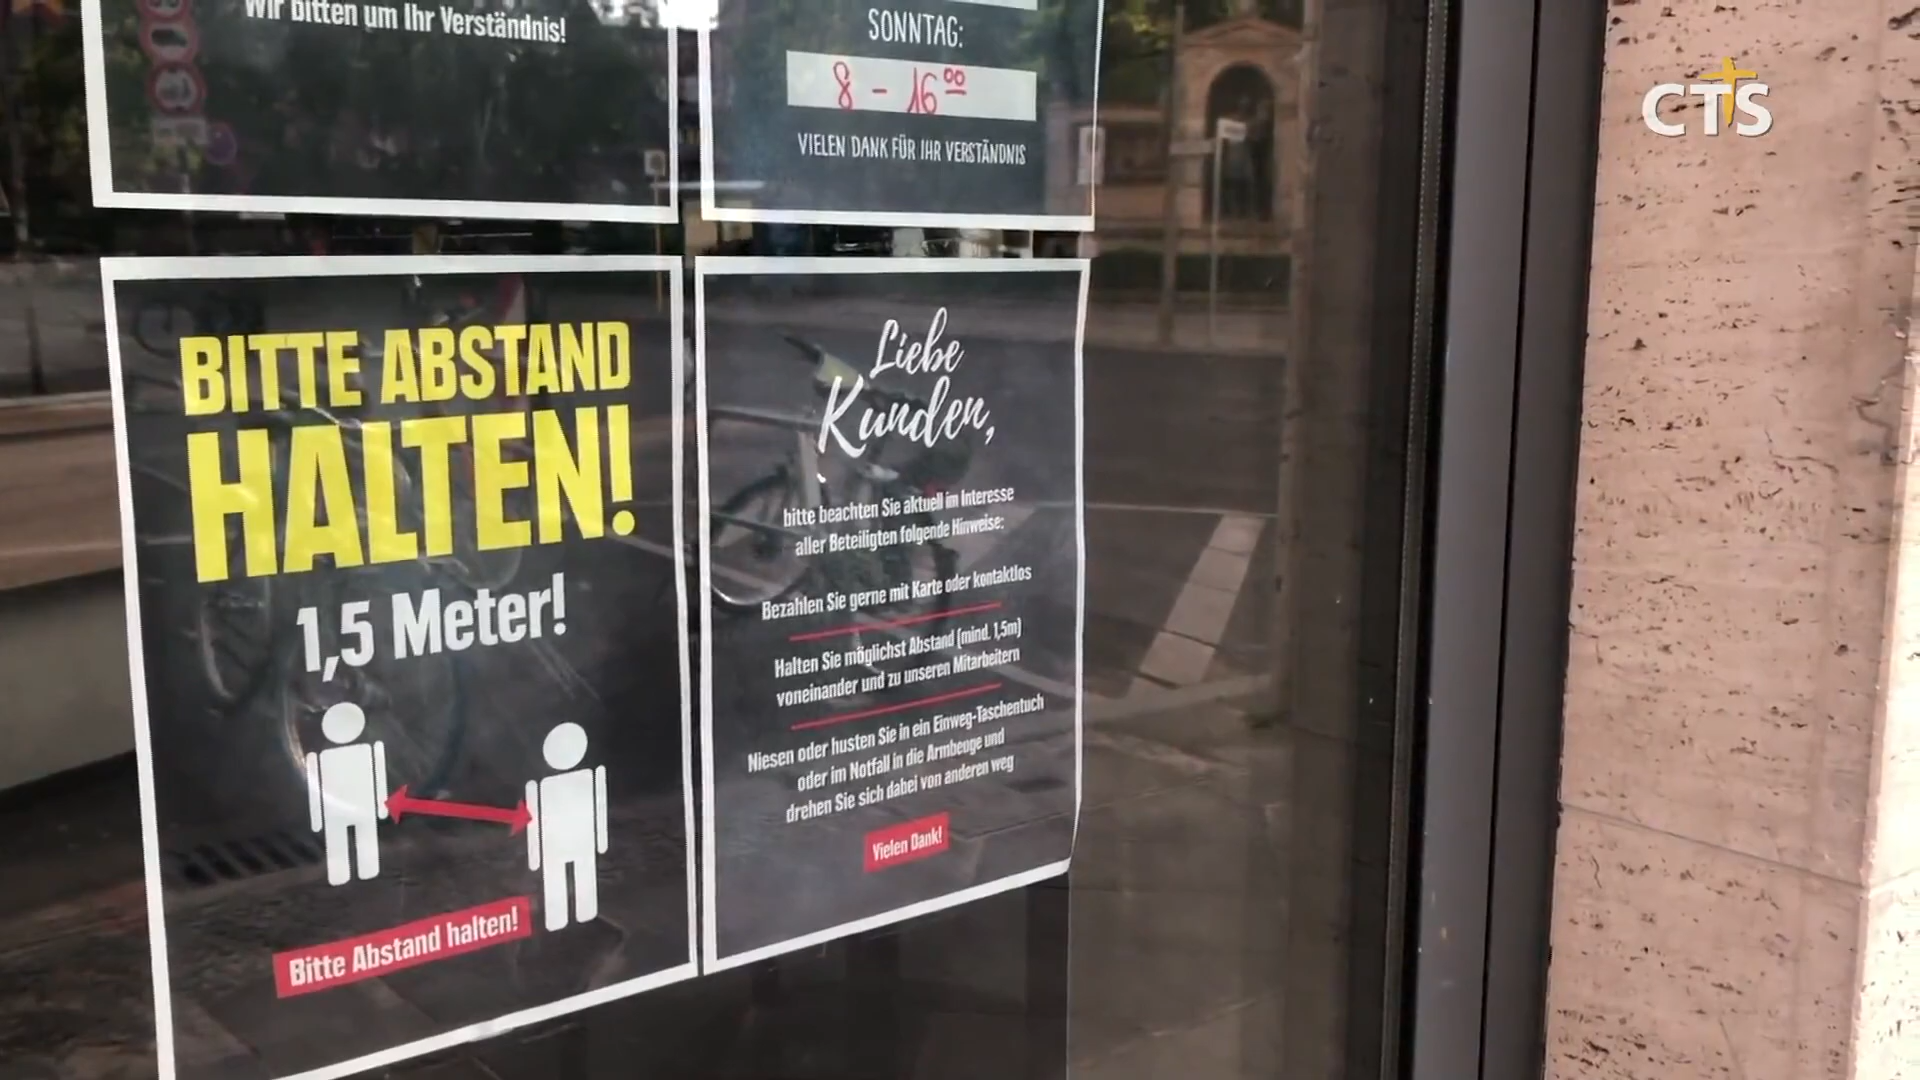 Wir bitten um Ihr Verständnis!
SONNTAG:
8 - 16⁰⁰
VIELEN DANK FÜR IHR VERSTÄNDNIS
CTS
BITTE ABSTAND
HALTEN!
1,5 Meter!
Bitte Abstand halten!
Liebe
Kunden,
bitte beachten Sie aktuell im Interesse
aller Beteiligten folgende Hinweise:
Bezahlen Sie gerne mit Karte oder kontaktlos
Halten Sie möglichst Abstand (mind. 1,5m)
voneinander und zu unseren Mitarbeitern
Niesen oder husten Sie in ein Einweg-Taschentuch
oder im Notfall in die Armbeuge und
drehen Sie sich dabei von anderen weg
Vielen Dank!